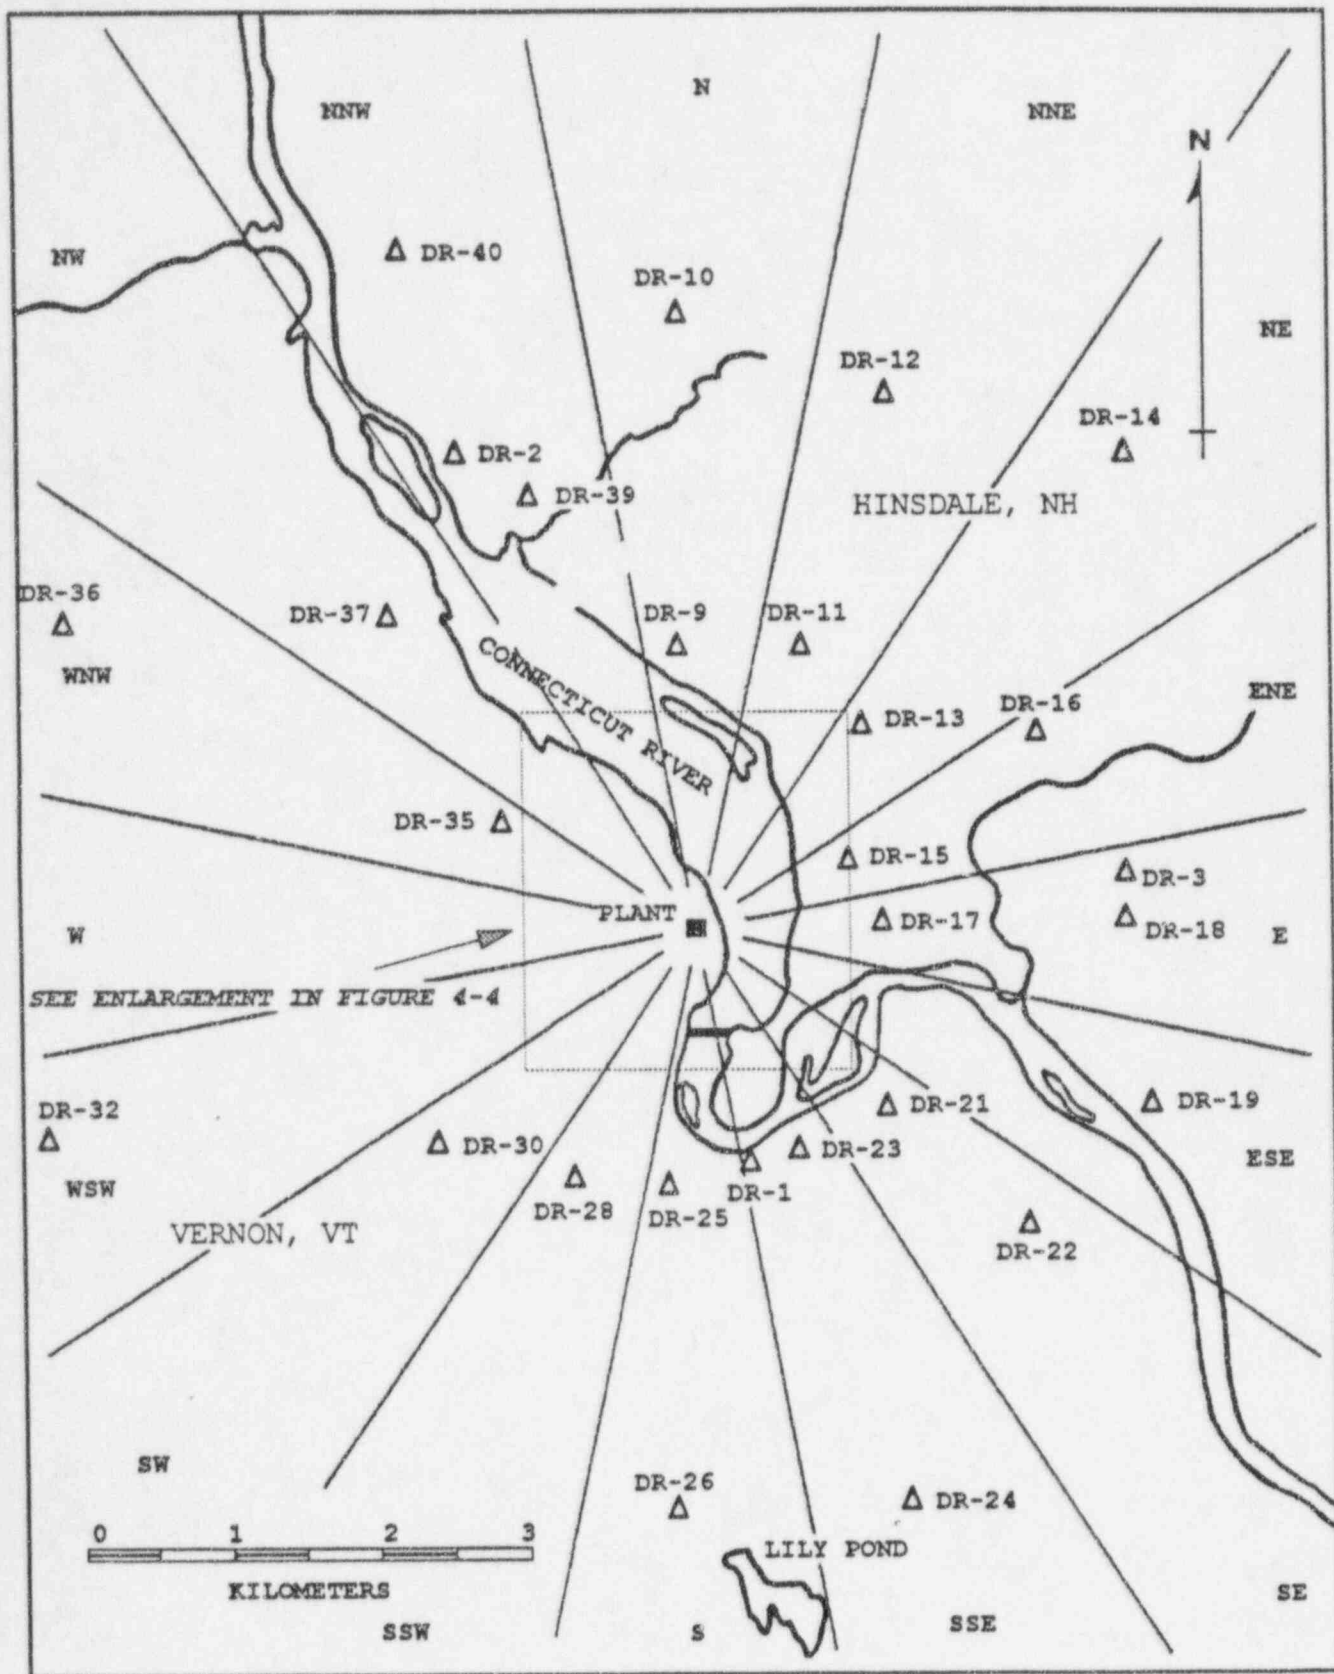 N
NNW
NNE
N
NW
DR-40
DR-10
NE
DR-12
DR-14
DR-2
DR-39
HINSDALE, NH
DR-36
DR-37
DR-9
DR-11
WNW
CONNECTICUT RIVER
ENE
DR-16
DR-13
DR-35
DR-15
DR-3
PLANT
DR-17
DR-18
E
W
SEE ENLARGEMENT IN FIGURE 4-4
DR-32
DR-21
DR-19
DR-30
DR-23
ESE
WSW
DR-1
DR-28
DR-25
VERNON, VT
DR-22
SW
DR-26
DR-24
0 1 2 3
LILY POND
KILOMETERS
SE
SSW
S
SSE